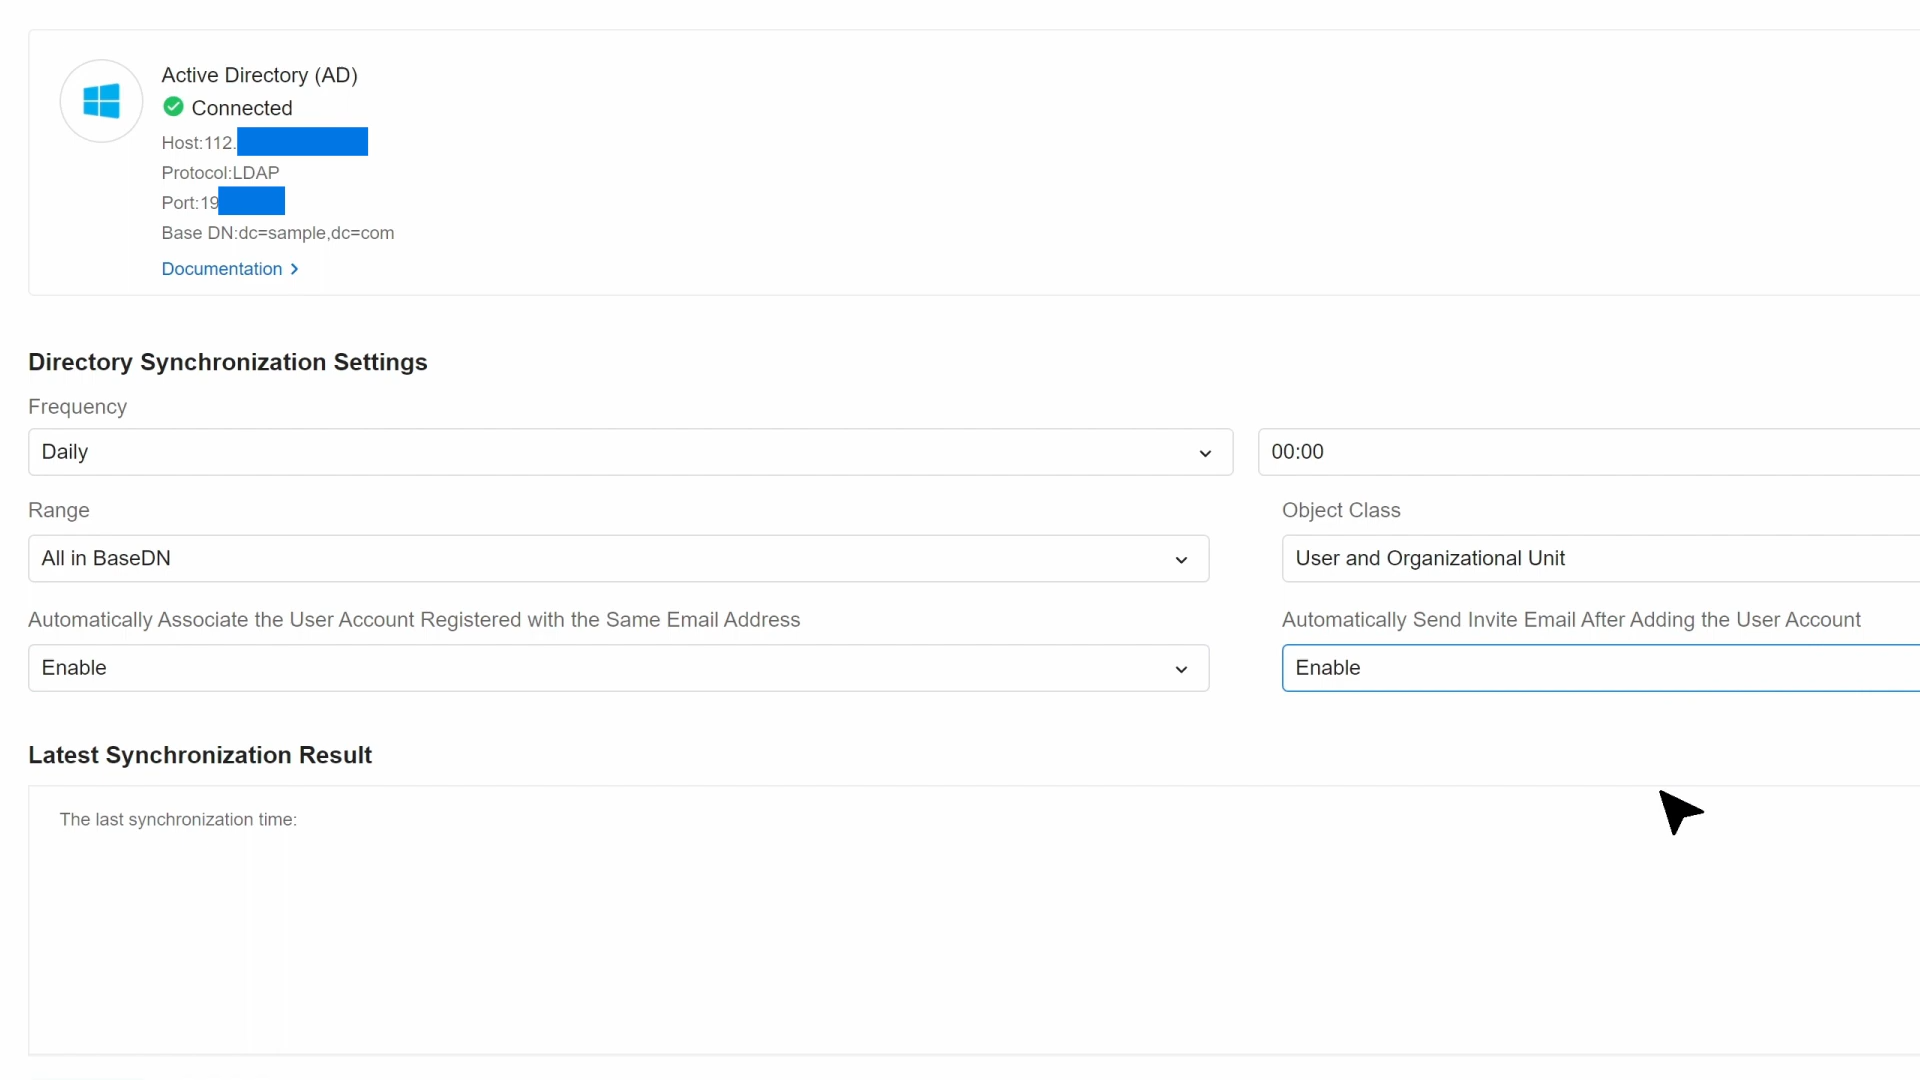 Active Directory (AD)
Connected
Host:112.
Protocol:LDAP
Port:19
Base DN:dc=sample,dc=com
Documentation
Directory Synchronization Settings
Frequency
Daily
00:00
Range
Object Class
All in BaseDN
User and Organizational Unit
Automatically Associate the User Account Registered with the Same Email Address
Automatically Send Invite Email After Adding the User Account
Enable
Enable
Latest Synchronization Result
The last synchronization time: